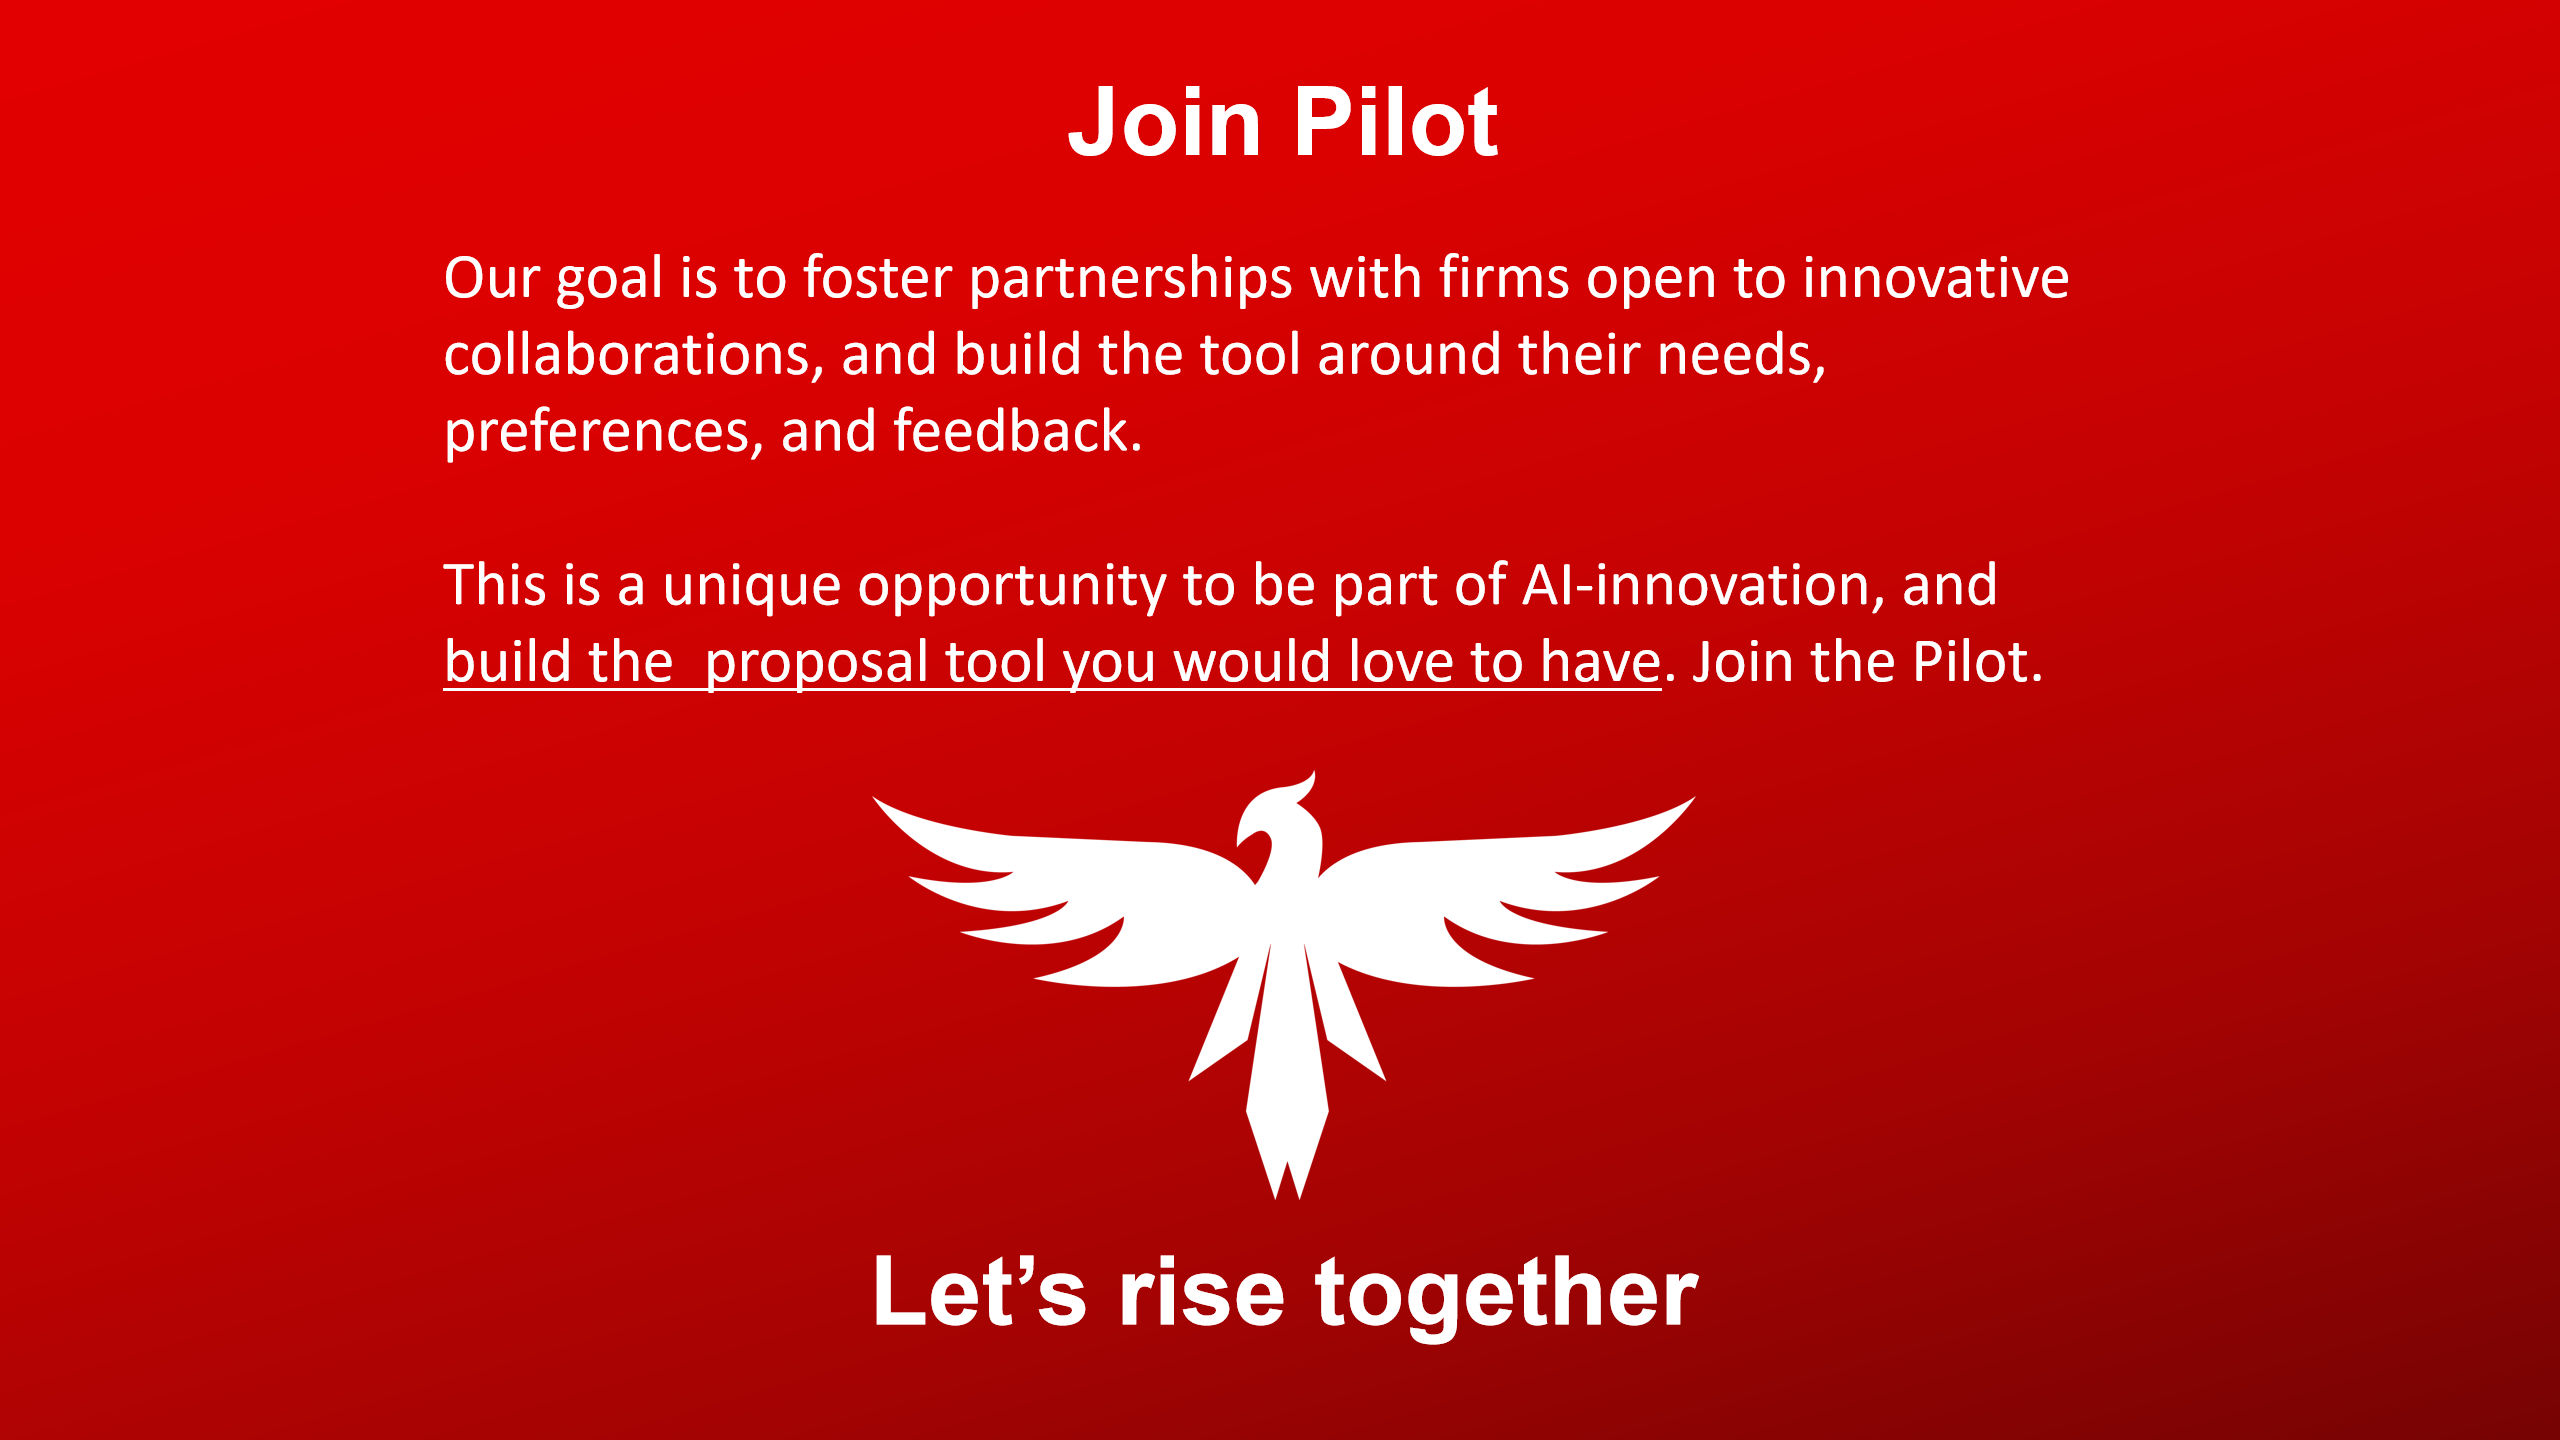 Join Pilot
Our goal is to foster partnerships with firms open to innovative
collaborations, and build the tool around their needs,
preferences, and feedback.
This is a unique opportunity to be part of AI-innovation, and
build the  proposal tool you would love to have. Join the Pilot.
Let’s rise together